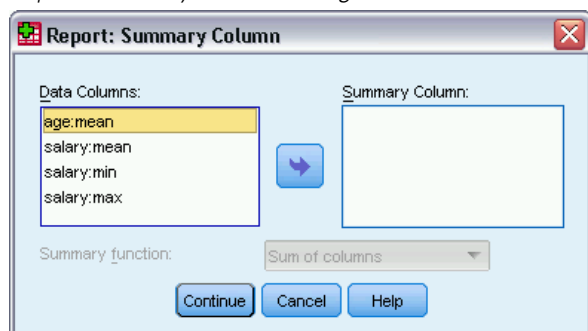 Report: Summary Column
Data Columns:
Summary Column:
age:mean
salary:mean
salary:min
salary:max
Summary function:
Sum of columns
Continue
Cancel
Help